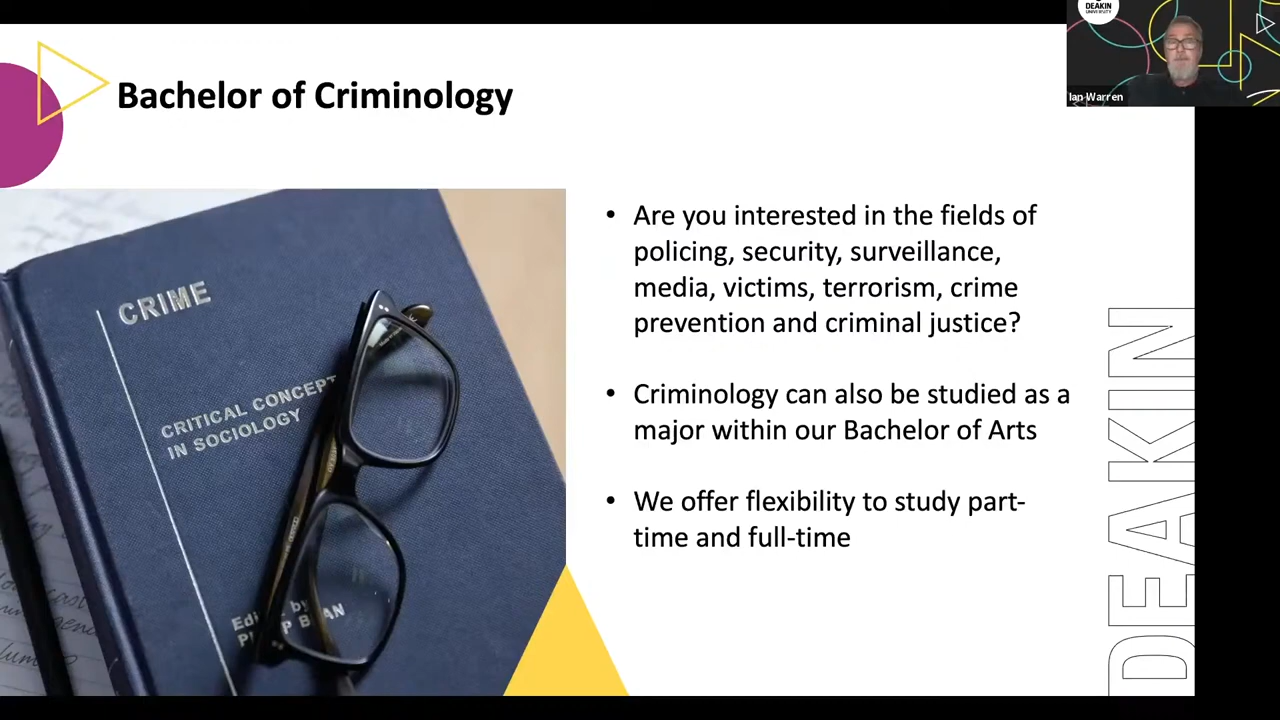 DEAKIN
UNIVERSITY
Ian Warren
Bachelor of Criminology
• Are you interested in the fields of
policing, security, surveillance,
media, victims, terrorism, crime
prevention and criminal justice?
• Criminology can also be studied as a
major within our Bachelor of Arts
• We offer flexibility to study part-
time and full-time
CRIME
CRITICAL CONCEPT
IN SOCIOLOGY
by
DEAKIN